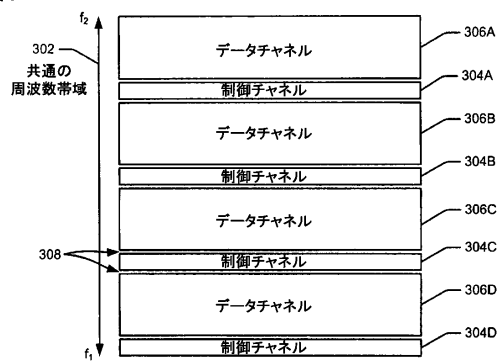 f2
302
共通の
周波数帯域
データチャネル
306A
制御チャネル
304A
データチャネル
306B
制御チャネル
304B
データチャネル
306C
308
制御チャネル
304C
データチャネル
306D
f1
制御チャネル
304D